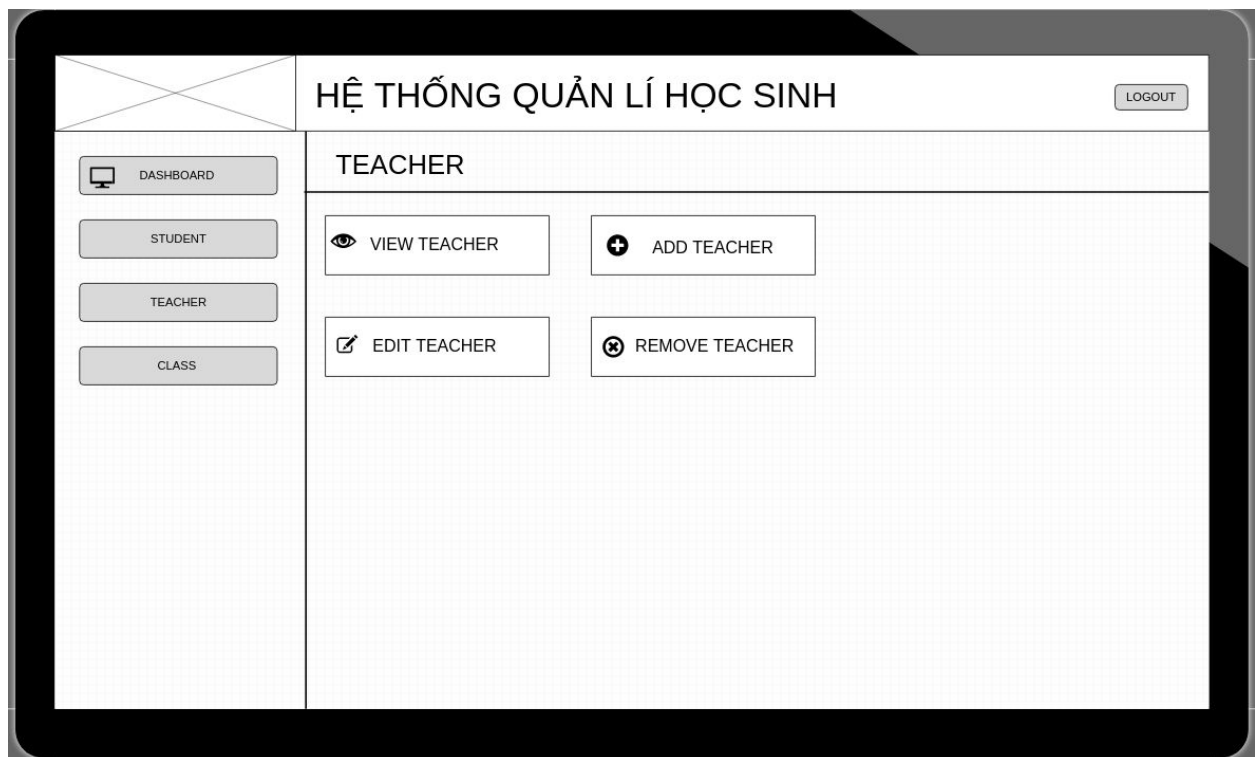 HỆ THỐNG QUẢN LÍ HỌC SINH
LOGOUT
DASHBOARD
STUDENT
TEACHER
CLASS
TEACHER
VIEW TEACHER
ADD TEACHER
EDIT TEACHER
REMOVE TEACHER